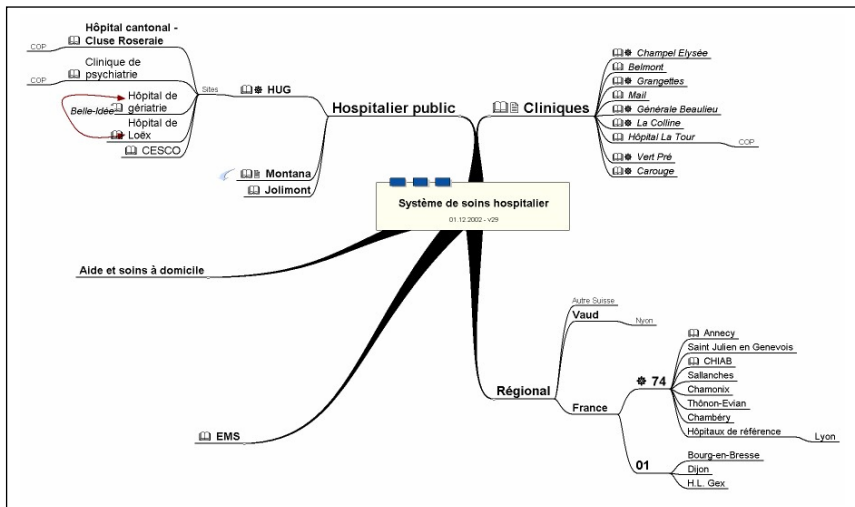 Hôpital cantonal -
Cluse Roseraie
COP
Clinique de
psychiatrie
COP
Hôpital de
gériatrie
Belle-Idée
Hôpital de
Loëx
CESCO
Sites
HUG
Hospitalier public
Montana
Jolimont
Cliniques
Champel Elysée
Belmont
Grangettes
Mail
Générale Beaulieu
La Colline
Hôpital La Tour
COP
Vert Pré
Carouge
Système de soins hospitalier
01.12.2002 - v29
Aide et soins à domicile
EMS
Régional
Autre Suisse
Vaud
Nyon
France
74
Annecy
Saint Julien en Genevois
CHIAB
Sallanches
Chamonix
Thônon-Evian
Chambéry
Hôpitaux de référence
Lyon
01
Bourg-en-Bresse
Dijon
H.L. Gex